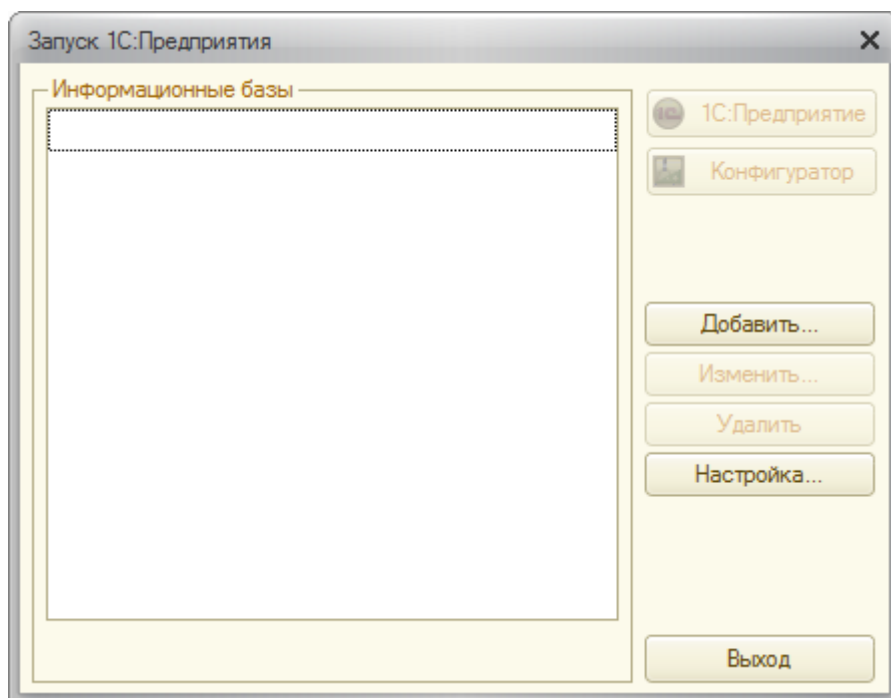 Запуск 1С:Предприятия
Информационные базы
1С:Предприятие
Конфигуратор
Добавить...
Изменить...
Удалить
Настройка...
Выход